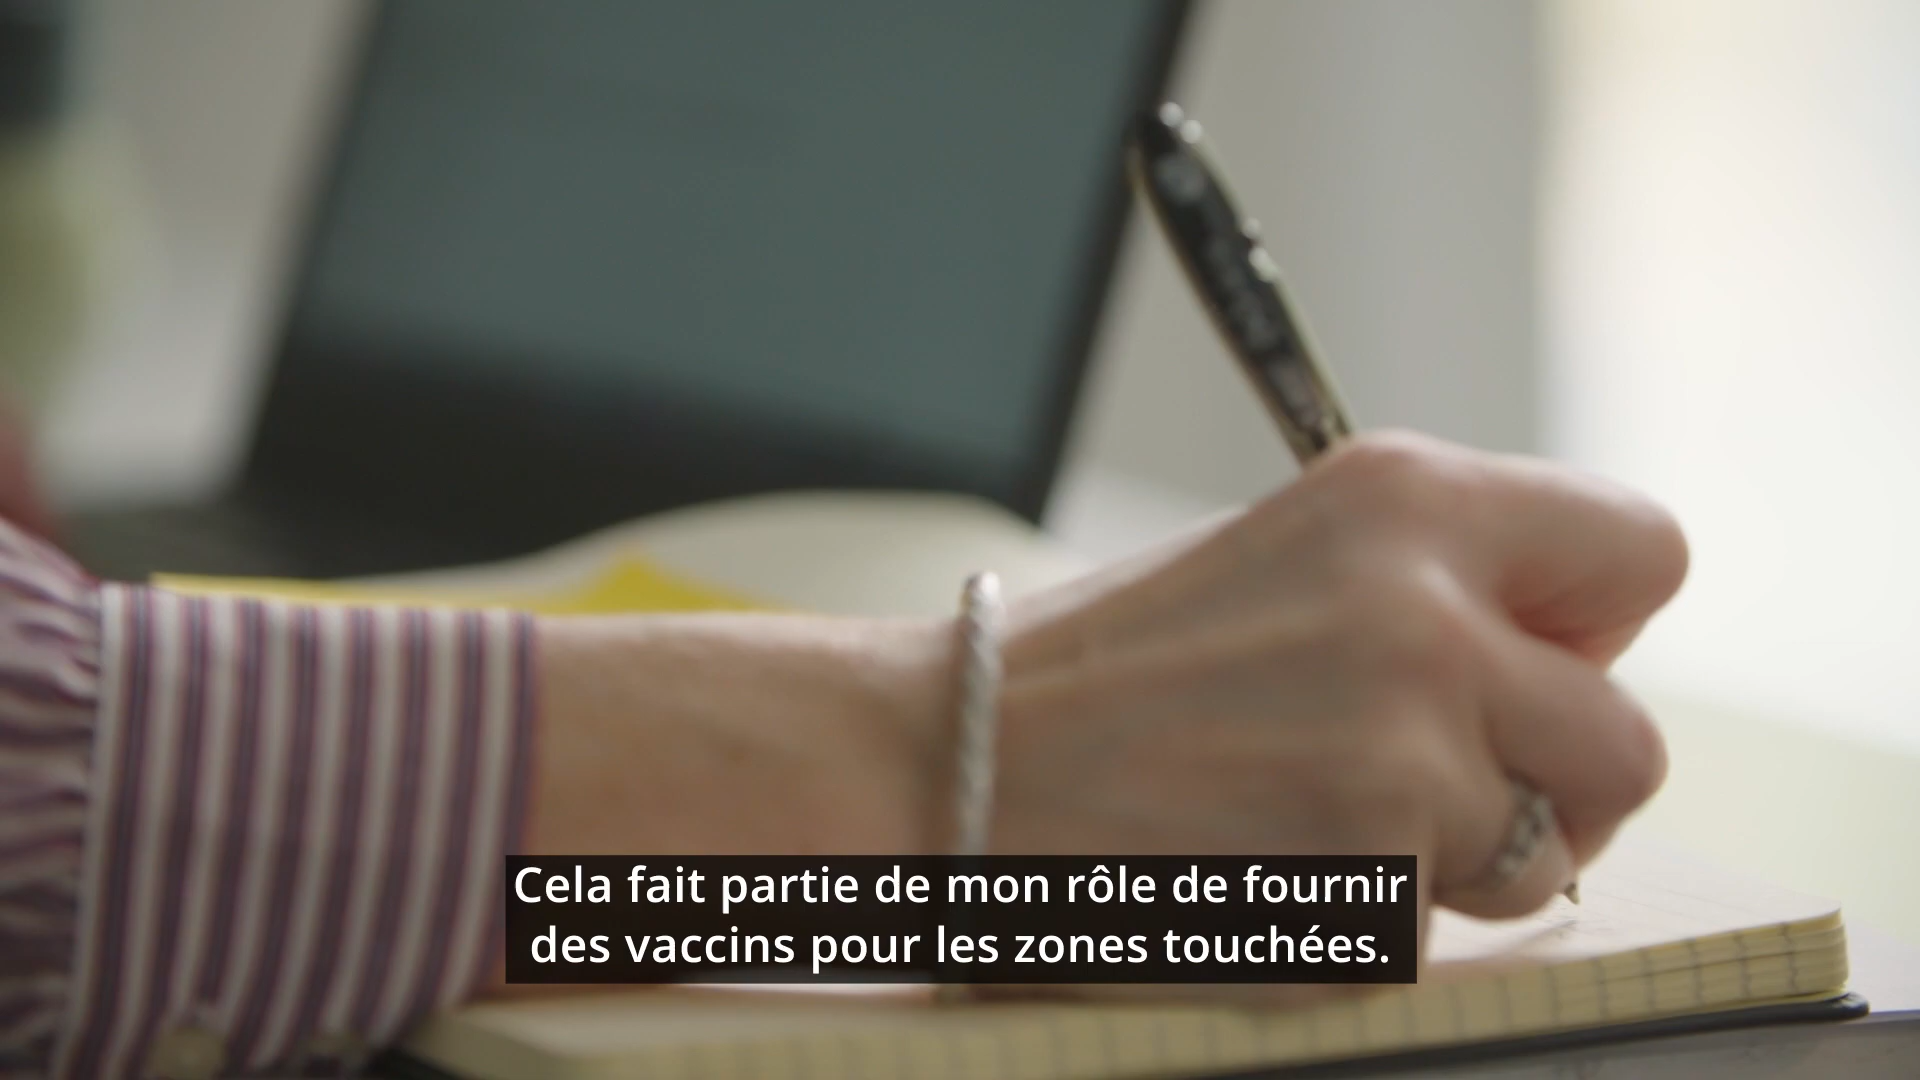 Cela fait partie de mon rôle de fournir
des vaccins pour les zones touchées.